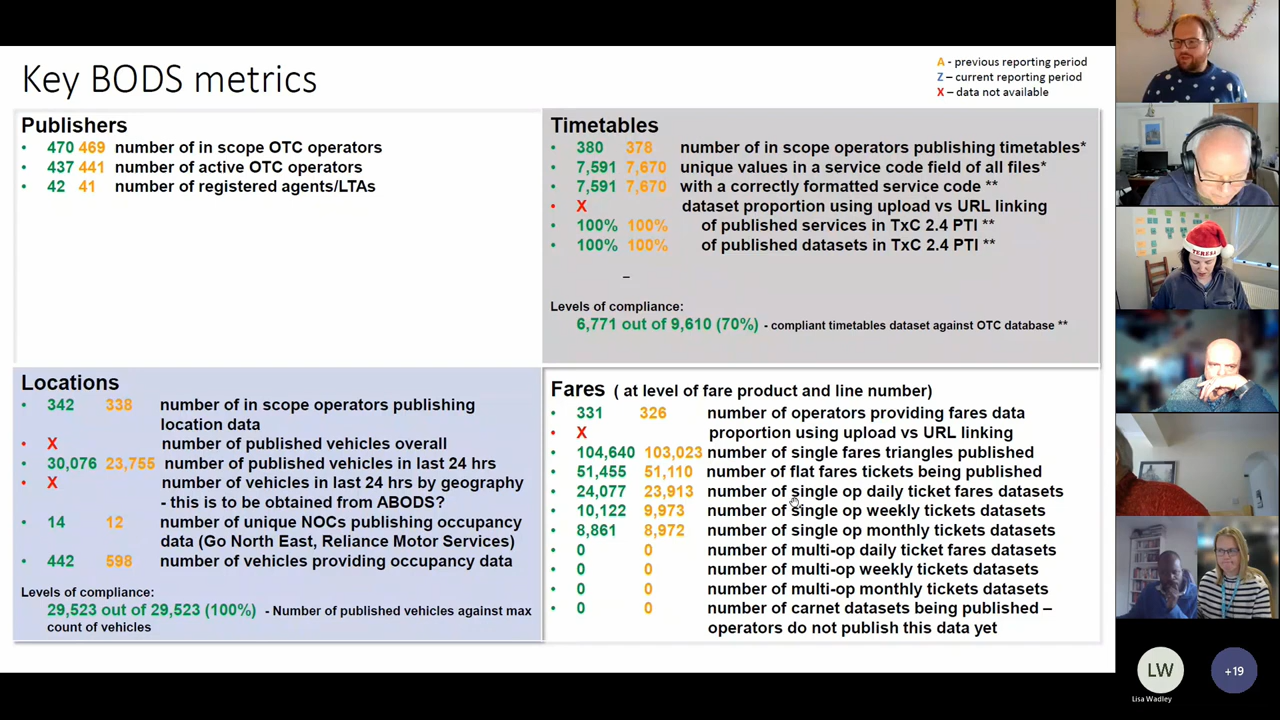 Key BODS metrics
A - previous reporting period
Z – current reporting period
X – data not available
Publishers
• 470 469 number of in scope OTC operators
• 437 441 number of active OTC operators
• 42 41 number of registered agents/LTAs
Timetables
• 380 378 number of in scope operators publishing timetables*
• 7,591 7,670 unique values in a service code field of all files*
• 7,591 7,670 with a correctly formatted service code **
• X dataset proportion using upload vs URL linking
• 100% 100% of published services in TxC 2.4 PTI **
• 100% 100% of published datasets in TxC 2.4 PTI **
–
Levels of compliance:
6,771 out of 9,610 (70%) - compliant timetables dataset against OTC database **
Locations
• 342 338 number of in scope operators publishing
location data
• X number of published vehicles overall
• 30,076 23,755 number of published vehicles in last 24 hrs
• X number of vehicles in last 24 hrs by geography
- this is to be obtained from ABODS?
• 14 12 number of unique NOCs publishing occupancy
data (Go North East, Reliance Motor Services)
• 442 598 number of vehicles providing occupancy data
Levels of compliance:
29,523 out of 29,523 (100%) - Number of published vehicles against max
count of vehicles
Fares ( at level of fare product and line number)
• 331 326 number of operators providing fares data
• X proportion using upload vs URL linking
• 104,640 103,023 number of single fares triangles published
• 51,455 51,110 number of flat fares tickets being published
• 24,077 23,913 number of single op daily ticket fares datasets
• 10,122 9,973 number of single op weekly tickets datasets
• 8,861 8,972 number of single op monthly tickets datasets
• 0 0 number of multi-op daily ticket fares datasets
• 0 0 number of multi-op weekly tickets datasets
• 0 0 number of multi-op monthly tickets datasets
• 0 0 number of carnet datasets being published –
operators do not publish this data yet
TERESA
LW
Lisa Wadley
+19